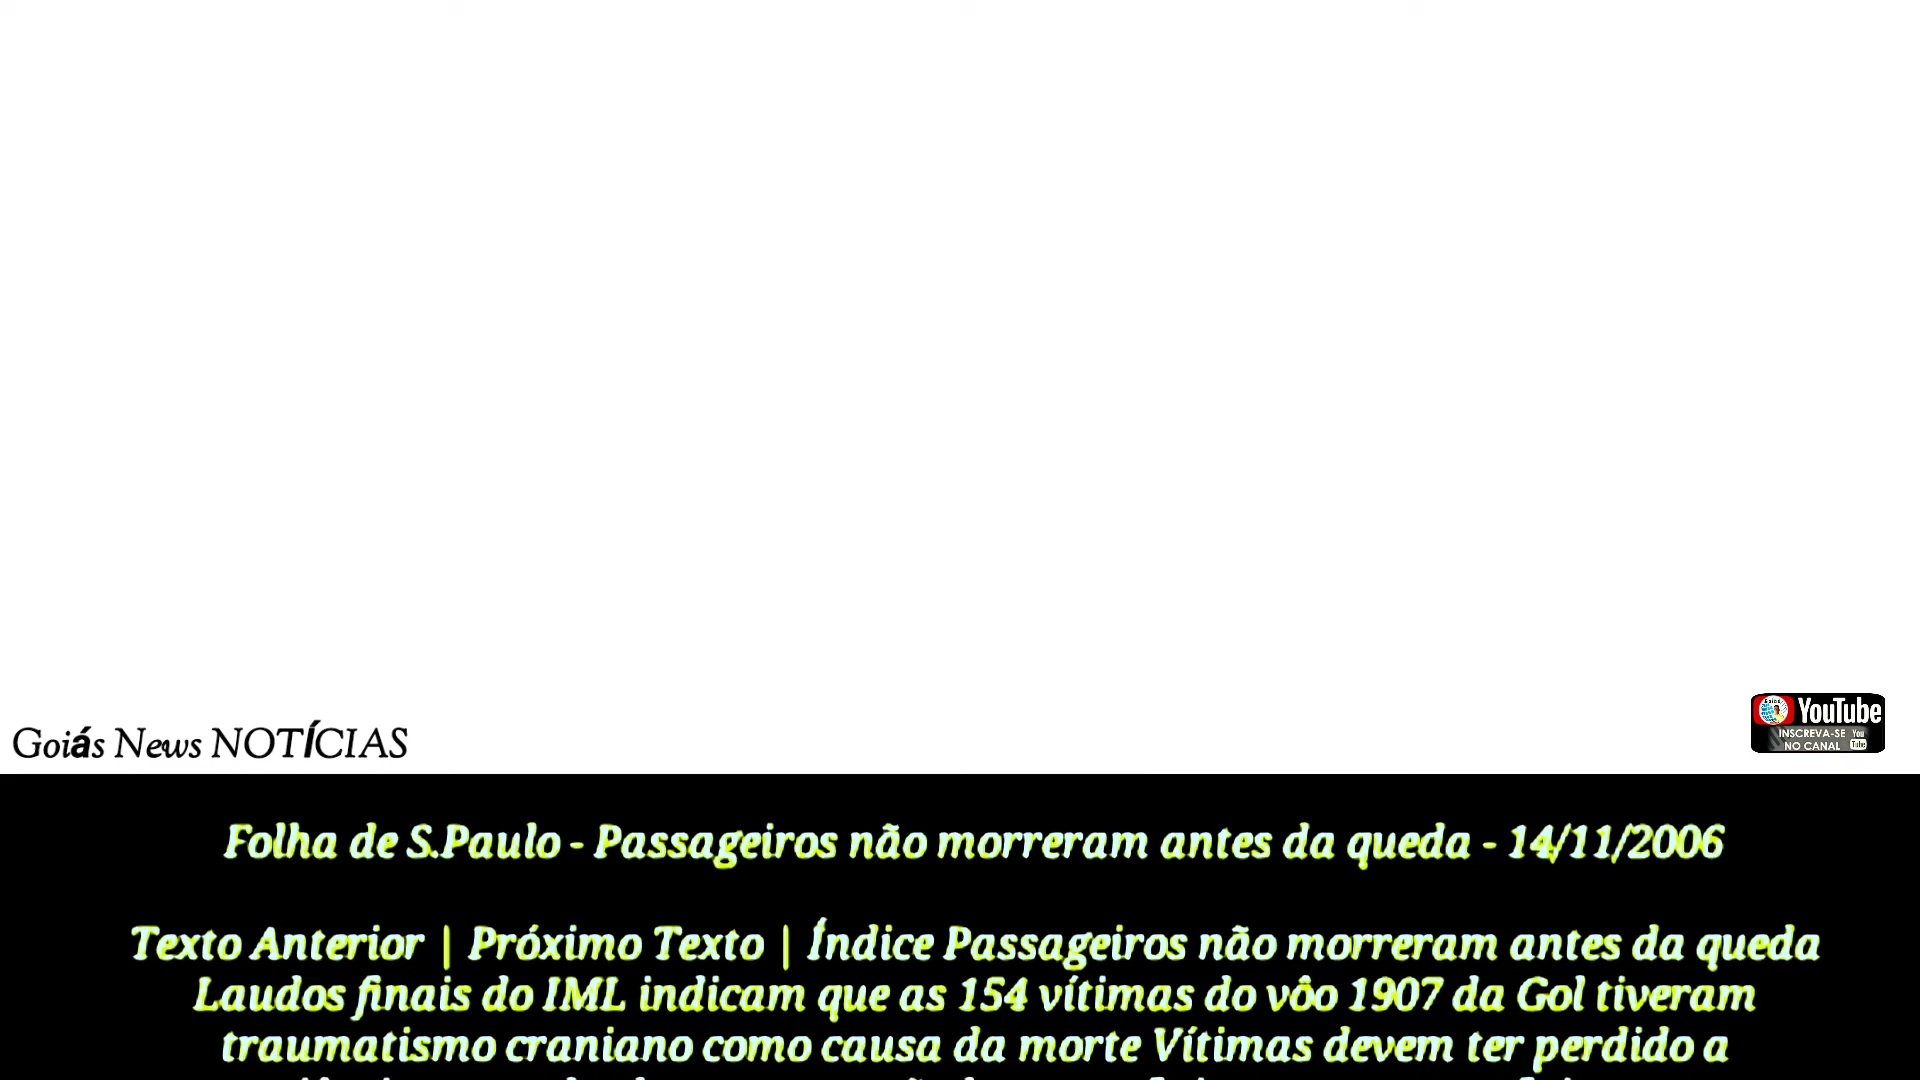 Goiás News NOTÍCIAS
YouTube
INSCREVA-SE
NO CANAL
You
Tube
Folha de S.Paulo - Passageiros não morreram antes da queda - 14/11/2006
Texto Anterior | Próximo Texto | Índice Passageiros não morreram antes da queda
Laudos finais do IML indicam que as 154 vítimas do vôo 1907 da Gol tiveram
traumatismo craniano como causa da morte Vítimas devem ter perdido a